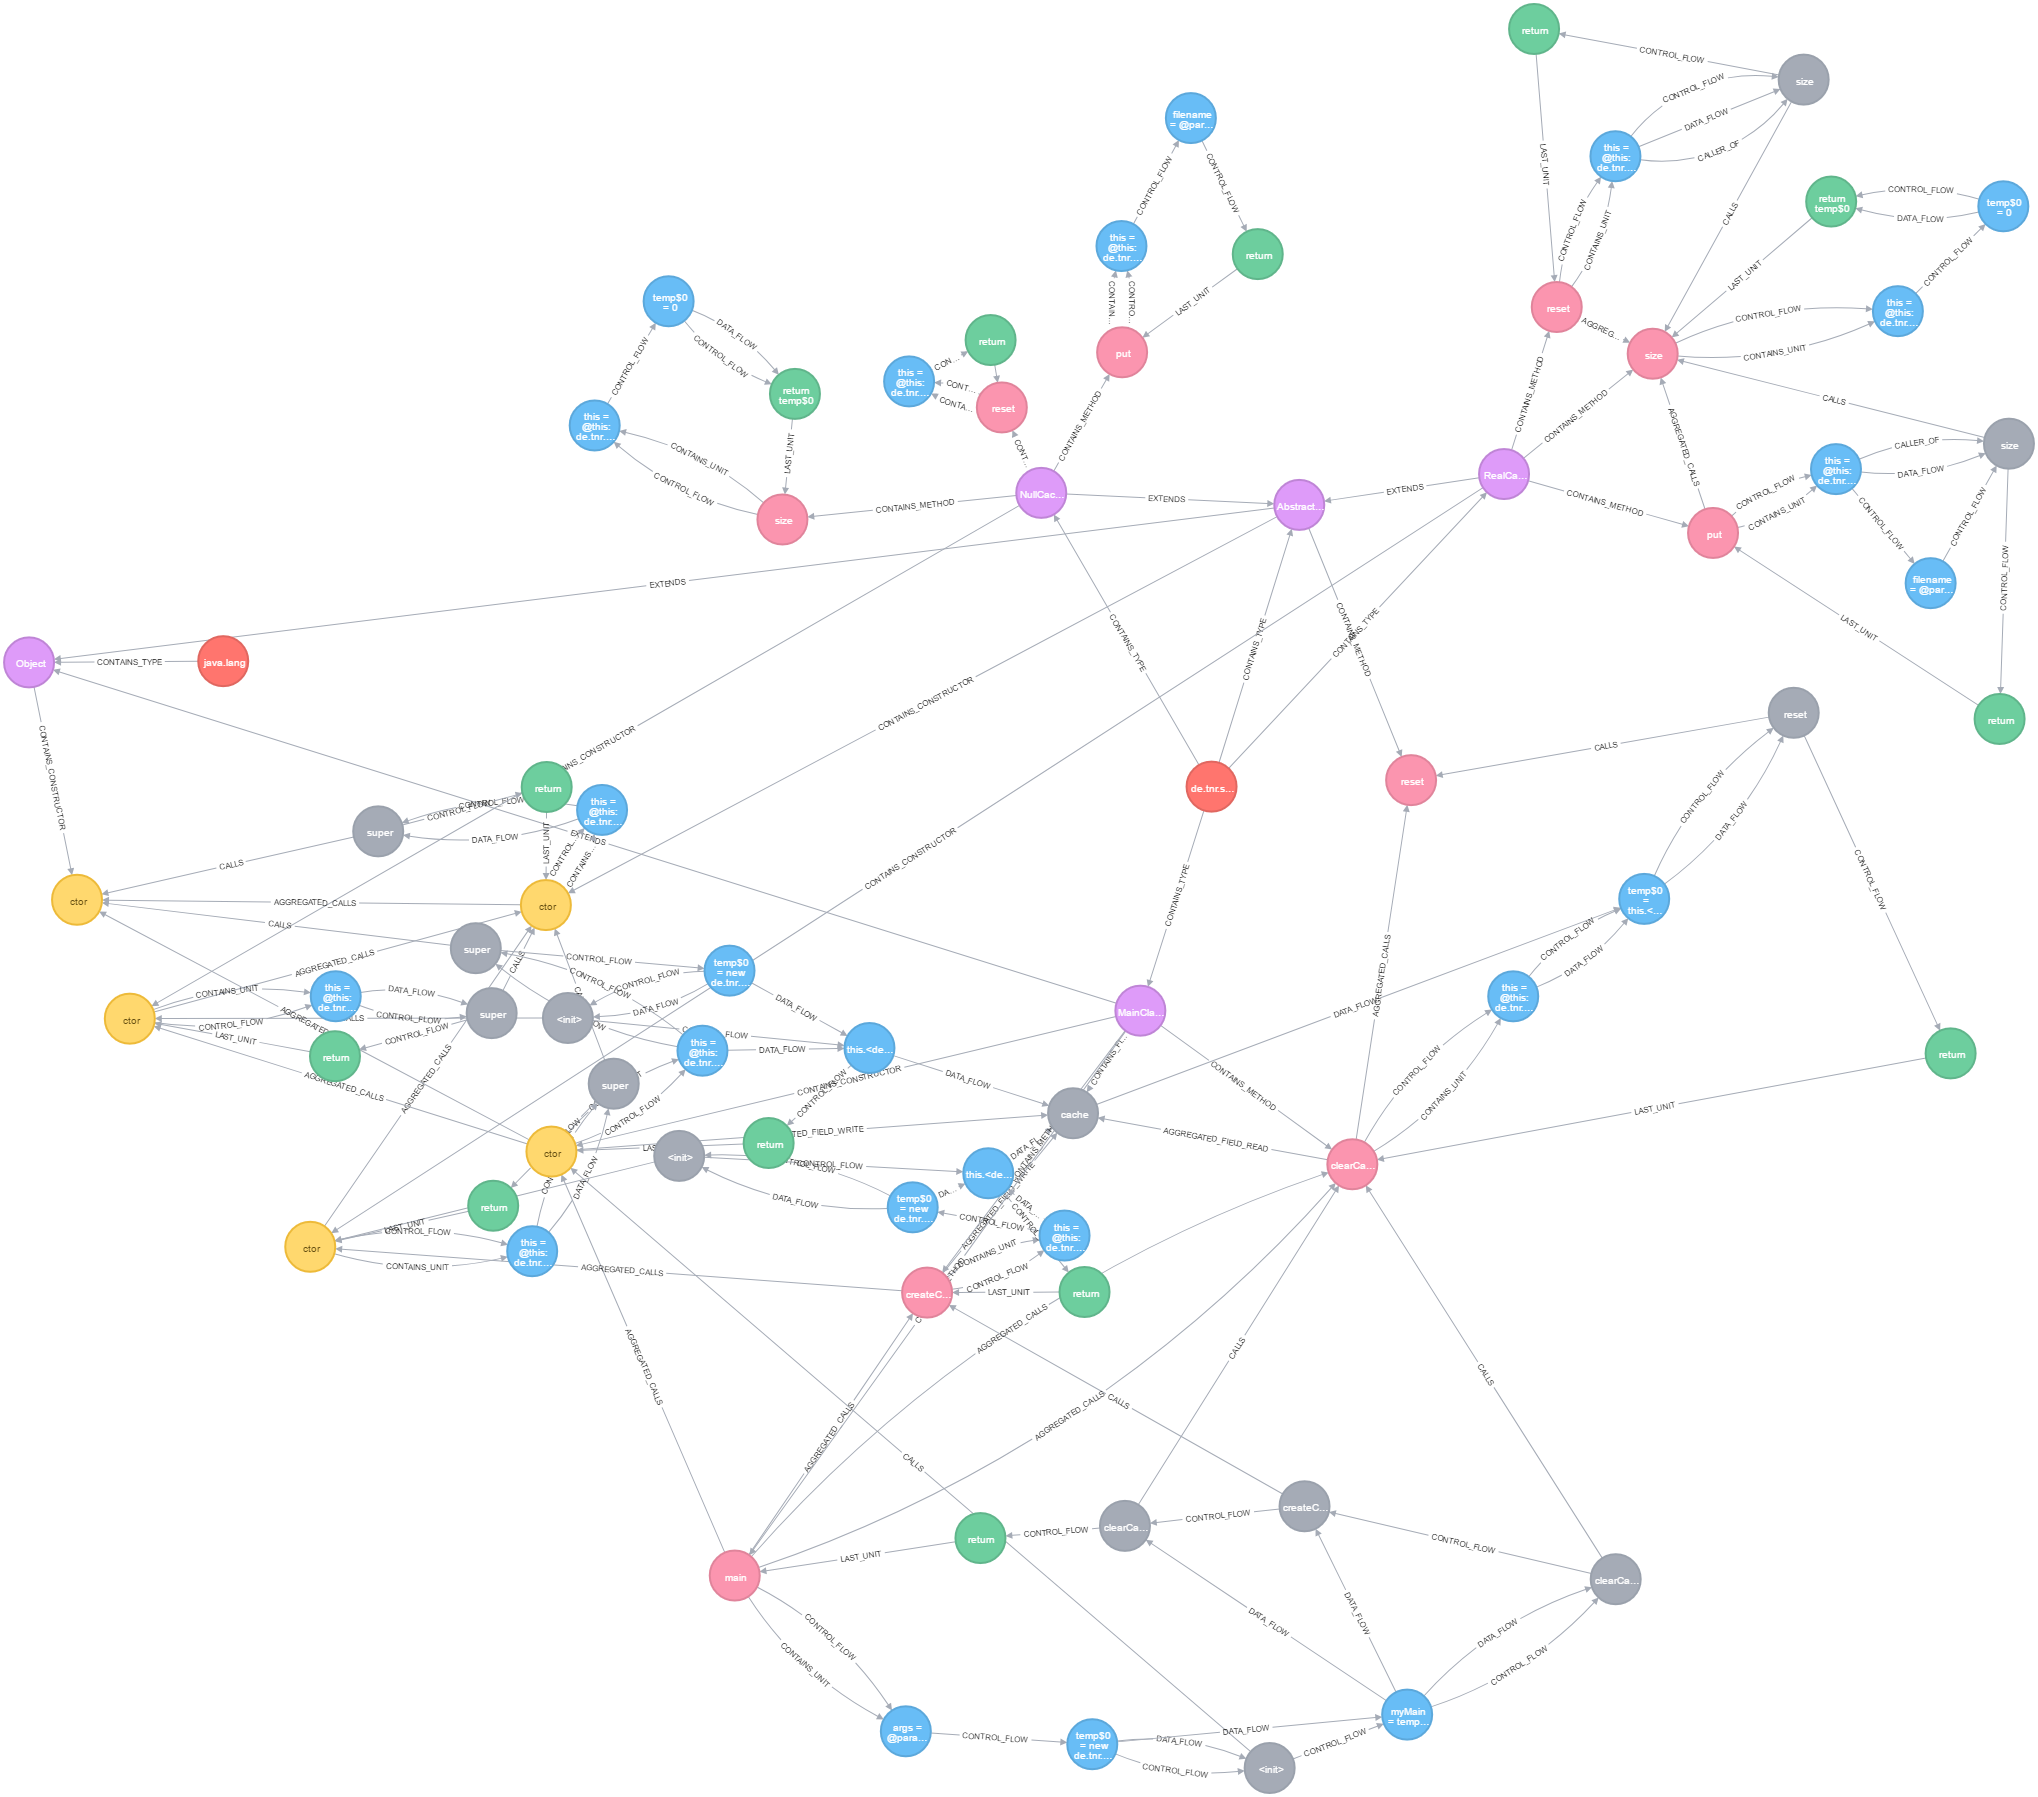 return
CONTROL_FLOW
size
CONTROL_FLOW
DATA_FLOW
CALLER_OF
LAST_UNIT
this =
@this:
de.tnr....
CONTROL_FLOW
CONTAINS_UNIT
CALLS
return
temp$0
CONTROL_FLOW
DATA_FLOW
temp$0
= 0
LAST_UNIT
CONTROL_FLOW
this =
@this:
de.tnr....
CONTROL_FLOW
CONTAINS_UNIT
reset
AGGREG...
size
CALLS
filename
= @par...
CONTROL_FLOW
CONTROL_FLOW
this =
@this:
de.tnr....
return
CONTAIN...
CONTRO...
LAST_UNIT
put
temp$0
= 0
DATA_FLOW
CONTROL_FLOW
CONTROL_FLOW
return
temp$0
this =
@this:
de.tnr....
CONTAINS_UNIT
CONTROL_FLOW
LAST_UNIT
size
return
CON...
this =
@this:
de.tnr....
CONT...
CONTA...
reset
CONT...
CONTAINS_METHOD
NullCac...
CONTAINS_METHOD
EXTENDS
Abstract...
EXTENDS
RealCa...
CONTAINS_METHOD
CONTAINS_METHOD
CONTAINS_METHOD
AGGREGATED_CALLS
put
CONTROL_FLOW
CONTAINS_UNIT
this =
@this:
de.tnr....
CALLER_OF
DATA_FLOW
size
CONTROL_FLOW
CONTROL_FLOW
filename
= @par...
CONTROL_FLOW
LAST_UNIT
return
EXTENDS
Object
CONTAINS_TYPE
java.lang
CONTAINS_CONSTRUCTOR
CONTAINS_TYPE
CONTAINS_TYPE
CONTAINS_TYPE
CONTAINS_METHOD
CONTAINS_CONSTRUCTOR
de.tnr.s...
reset
CALLS
reset
CONTROL_FLOW
DATA_FLOW
CONTROL_FLOW
NS_CONSTRUCTOR
return
CONTROL_FLOW
CONTROL_FLOW
this =
@this:
de.tnr....
super
DATA_FLOW
EXTENDS
LAST_UNIT
CONTROL...
CONTAINS...
CALLS
CONTAINS_CONSTRUCTOR
ctor
AGGREGATED_CALLS
ctor
CALLS
super
CONTROL_FLOW
CONTROL_FLOW
CALLS
AGGREGATED_CALLS
temp$0
= new
de.tnr....
CONTROL_FLOW
DATA_FLOW
DATA_FLOW
CONTAINS_TYPE
AGGREGATED_CALLS
temp$0
=
this.<...
CONTROL_FLOW
DATA_FLOW
this =
@this:
de.tnr....
DATA_FLOW
CONTAINS_UNIT
this =
@this:
de.tnr....
DATA_FLOW
super
<init>
MainCla...
ctor
CONTROL_FLOW
CALLS
CONTROL_FLOW
CONTROL_FLOW
LAST_UNIT
return
AGGREGATED
AGGREGATED_CALLS
AGGREGATED_CALLS
this =
@this:
de.tnr....
DATA_FLOW
this.<de...
DATA_FLOW
super
CONTROL_FLOW
CONTAINS_CONSTRUCTOR
CONTROL_FLOW
CONTAINS_FI...
cache
CONTAINS_METHOD
CONTROL_FLOW
CONTAINS_UNIT
return
LAST_UNIT
AGGREGATED_FIELD_READ
clearCa...
ctor
TED_FIELD_WRITE
return
<init>
CONTROL_FLOW
this.<de...
DATA_FLOW
DATA_FLOW
temp$0
= new
de.tnr....
DA...
DATA...
CONTROL_FLOW
AGGREGATED_FIELD_WRITE
this =
@this:
de.tnr....
return
LAST_UNIT
CONTROL_FLOW
CONTAINS_UNIT
ctor
this =
@this:
de.tnr....
AGGREGATED_CALLS
CONTAINS_UNIT
CONTROL_FLOW
createC...
LAST_UNIT
return
AGGREGATED_CALLS
AGGREGATED_CALLS
AGGREGATED_CALLS
AGGREGATED_CALLS
CALLS
CALLS
CALLS
CALLS
createC...
clearCa...
CONTROL_FLOW
CONTROL_FLOW
return
LAST_UNIT
main
CONTROL_FLOW
clearCa...
CONTROL_FLOW
CONTAINS_UNIT
DATA_FLOW
DATA_FLOW
DATA_FLOW
CONTROL_FLOW
args =
@para...
CONTROL_FLOW
temp$0
= new
de.tnr....
DATA_FLOW
DATA_FLOW
CONTROL_FLOW
<init>
CONTROL_FLOW
myMain
= temp...